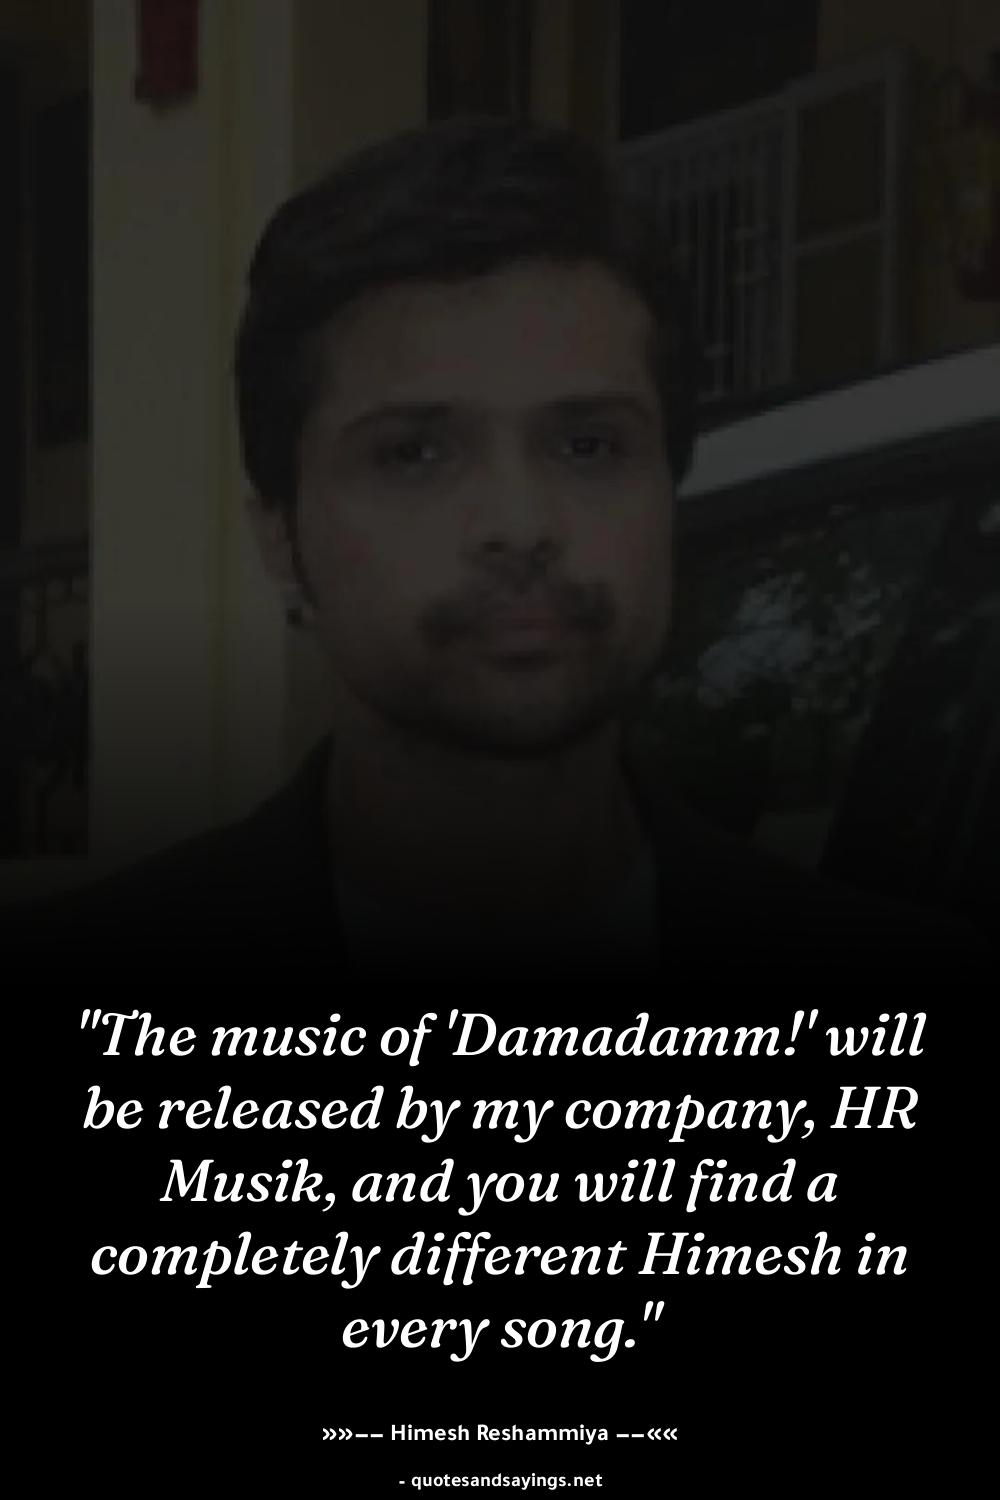 "The music of 'Damadamm!' will
be released by my company, HR
Musik, and you will find a
completely different Himesh in
every song."
»»–– Himesh Reshammiya ––««
- quotesandsayings.net